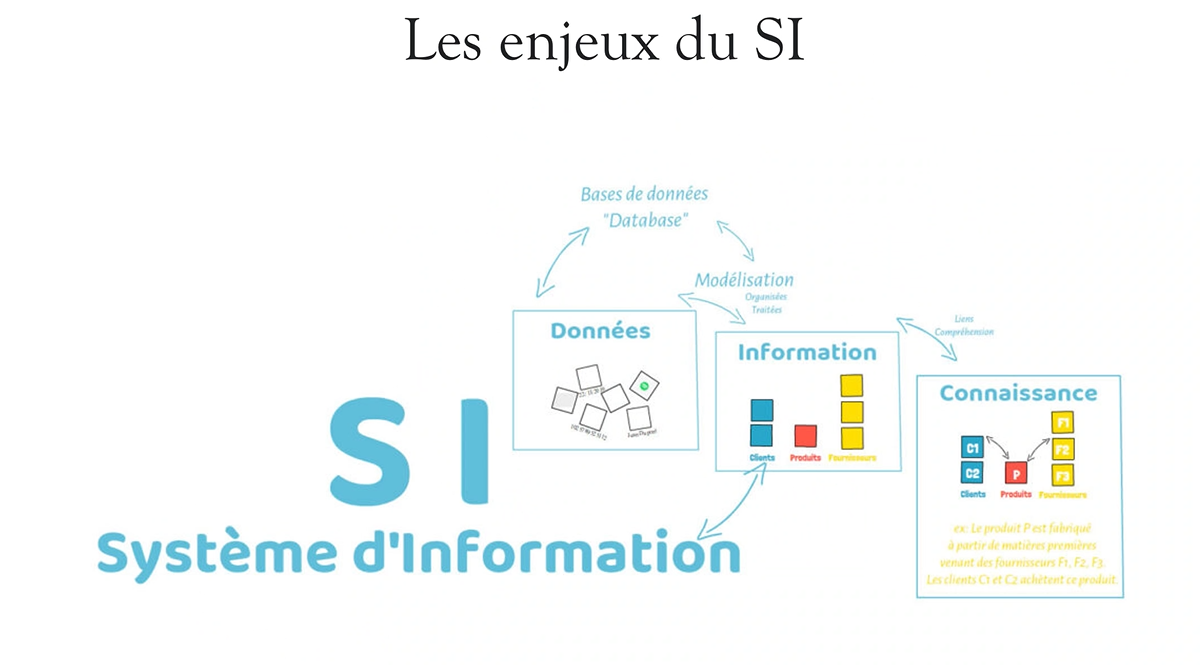 Les enjeux du SI
Bases de données
"Database"
Modélisation
Organisées
Traitées
Liens
Compréhension
Données
Information
Clients
Produits
Fournisseurs
Connaissance
C1
C2
P
F1
F2
F3
Clients
Produits
Fournisseurs
ex: Le produit P est fabriqué
à partir de matières premières
venant des fournisseurs F1, F2, F3.
Les clients C1 et C2 achètent ce produit.
S I
Système d'Information